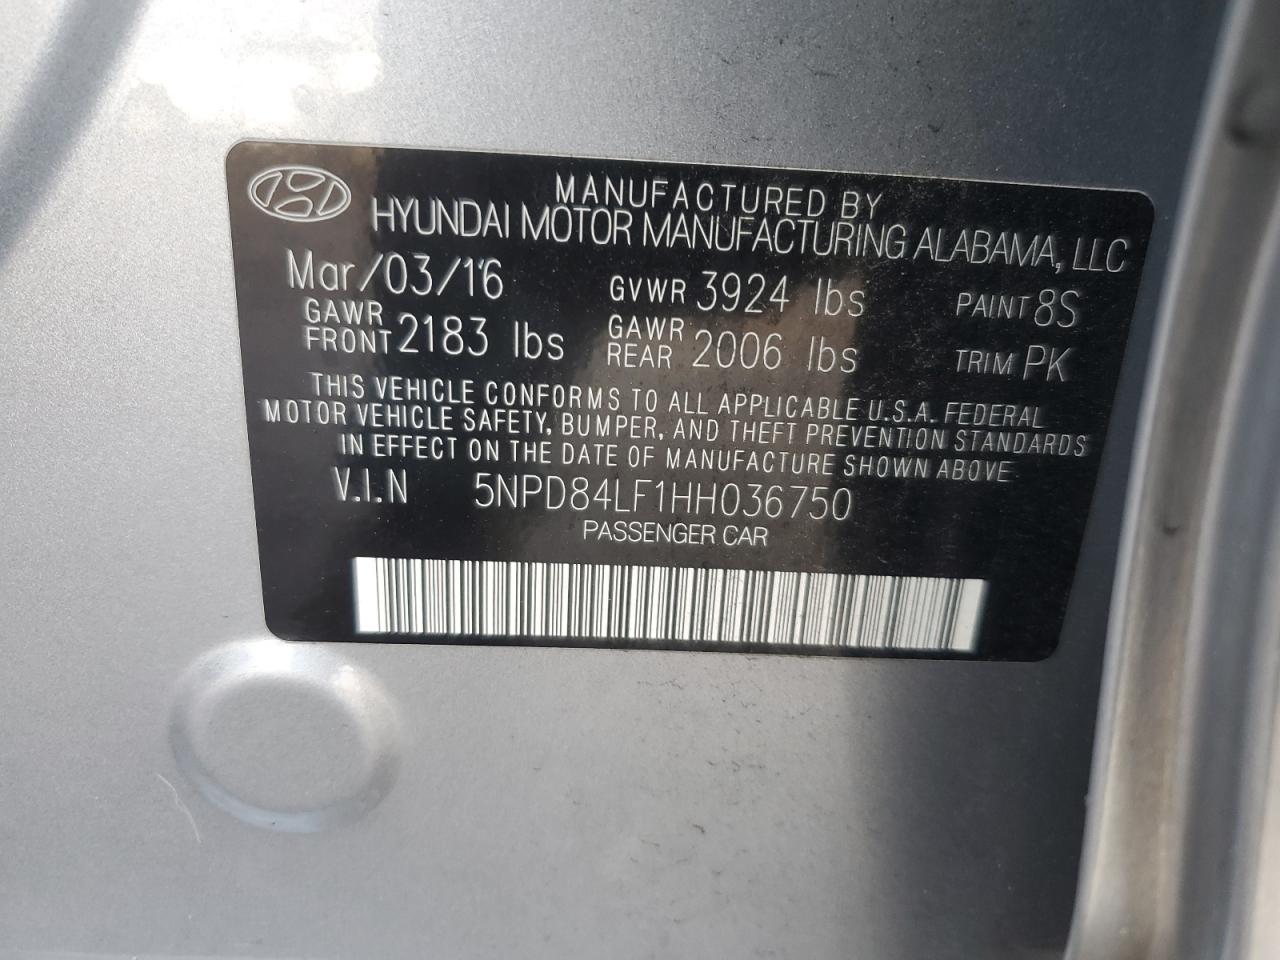 MANUFACTURED BY
HYUNDAI MOTOR MANUFACTURING ALABAMA, LLC
Mar/03/16 GVWR 3924 lbs PAINT 8S
GAWR FRONT 2183 lbs GAWR REAR 2006 lbs TRIM PK
THIS VEHICLE CONFORMS TO ALL APPLICABLE U.S.A. FEDERAL
MOTOR VEHICLE SAFETY, BUMPER, AND THEFT PREVENTION STANDARDS
IN EFFECT ON THE DATE OF MANUFACTURE SHOWN ABOVE
V.I.N 5NPD84LF1HH036750
PASSENGER CAR